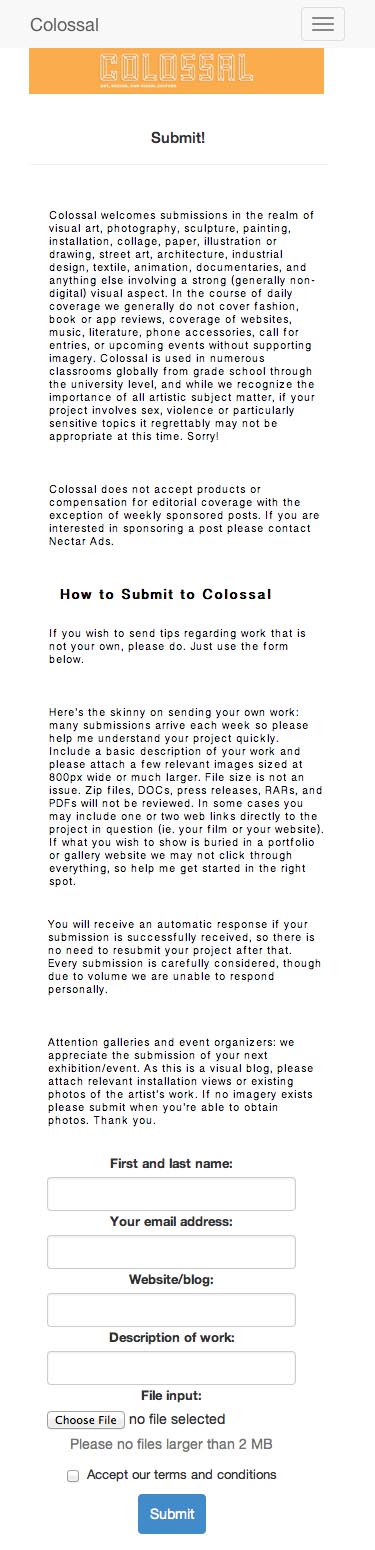 Colossal
COLOSSAL
ART, DESIGN, AND VISUAL CULTURE
Submit!
Colossal welcomes submissions in the realm of
visual art, photography, sculpture, painting,
installation, collage, paper, illustration or
drawing, street art, architecture, industrial
design, textile, animation, documentaries, and
anything else involving a strong (generally non-
digital) visual aspect. In the course of daily
coverage we generally do not cover fashion,
book or app reviews, coverage of websites,
music, literature, phone accessories, call for
entries, or upcoming events without supporting
imagery. Colossal is used in numerous
classrooms globally from grade school through
the university level, and while we recognize the
importance of all artistic subject matter, if your
project involves sex, violence or particularly
sensitive topics it regrettably may not be
appropriate at this time. Sorry!
Colossal does not accept products or
compensation for editorial coverage with the
exception of weekly sponsored posts. If you are
interested in sponsoring a post please contact
Nectar Ads.
How to Submit to Colossal
If you wish to send tips regarding work that is
not your own, please do. Just use the form
below.
Here's the skinny on sending your own work:
many submissions arrive each week so please
help me understand your project quickly.
Include a basic description of your work and
please attach a few relevant images sized at
800px wide or much larger. File size is not an
issue. Zip files, DOCs, press releases, RARs, and
PDFs will not be reviewed. In some cases you
may include one or two web links directly to the
project in question (ie. your film or your website).
If what you wish to show is buried in a portfolio
or gallery website we may not click through
everything, so help me get started in the right
spot.
You will receive an automatic response if your
submission is successfully received, so there is
no need to resubmit your project after that.
Every submission is carefully considered, though
due to volume we are unable to respond
personally.
Attention galleries and event organizers: we
appreciate the submission of your next
exhibition/event. As this is a visual blog, please
attach relevant installation views or existing
photos of the artist's work. If no imagery exists
please submit when you're able to obtain
photos. Thank you.
First and last name:
Your email address:
Website/blog:
Description of work:
File input:
Choose File no file selected
Please no files larger than 2 MB
Accept our terms and conditions
Submit